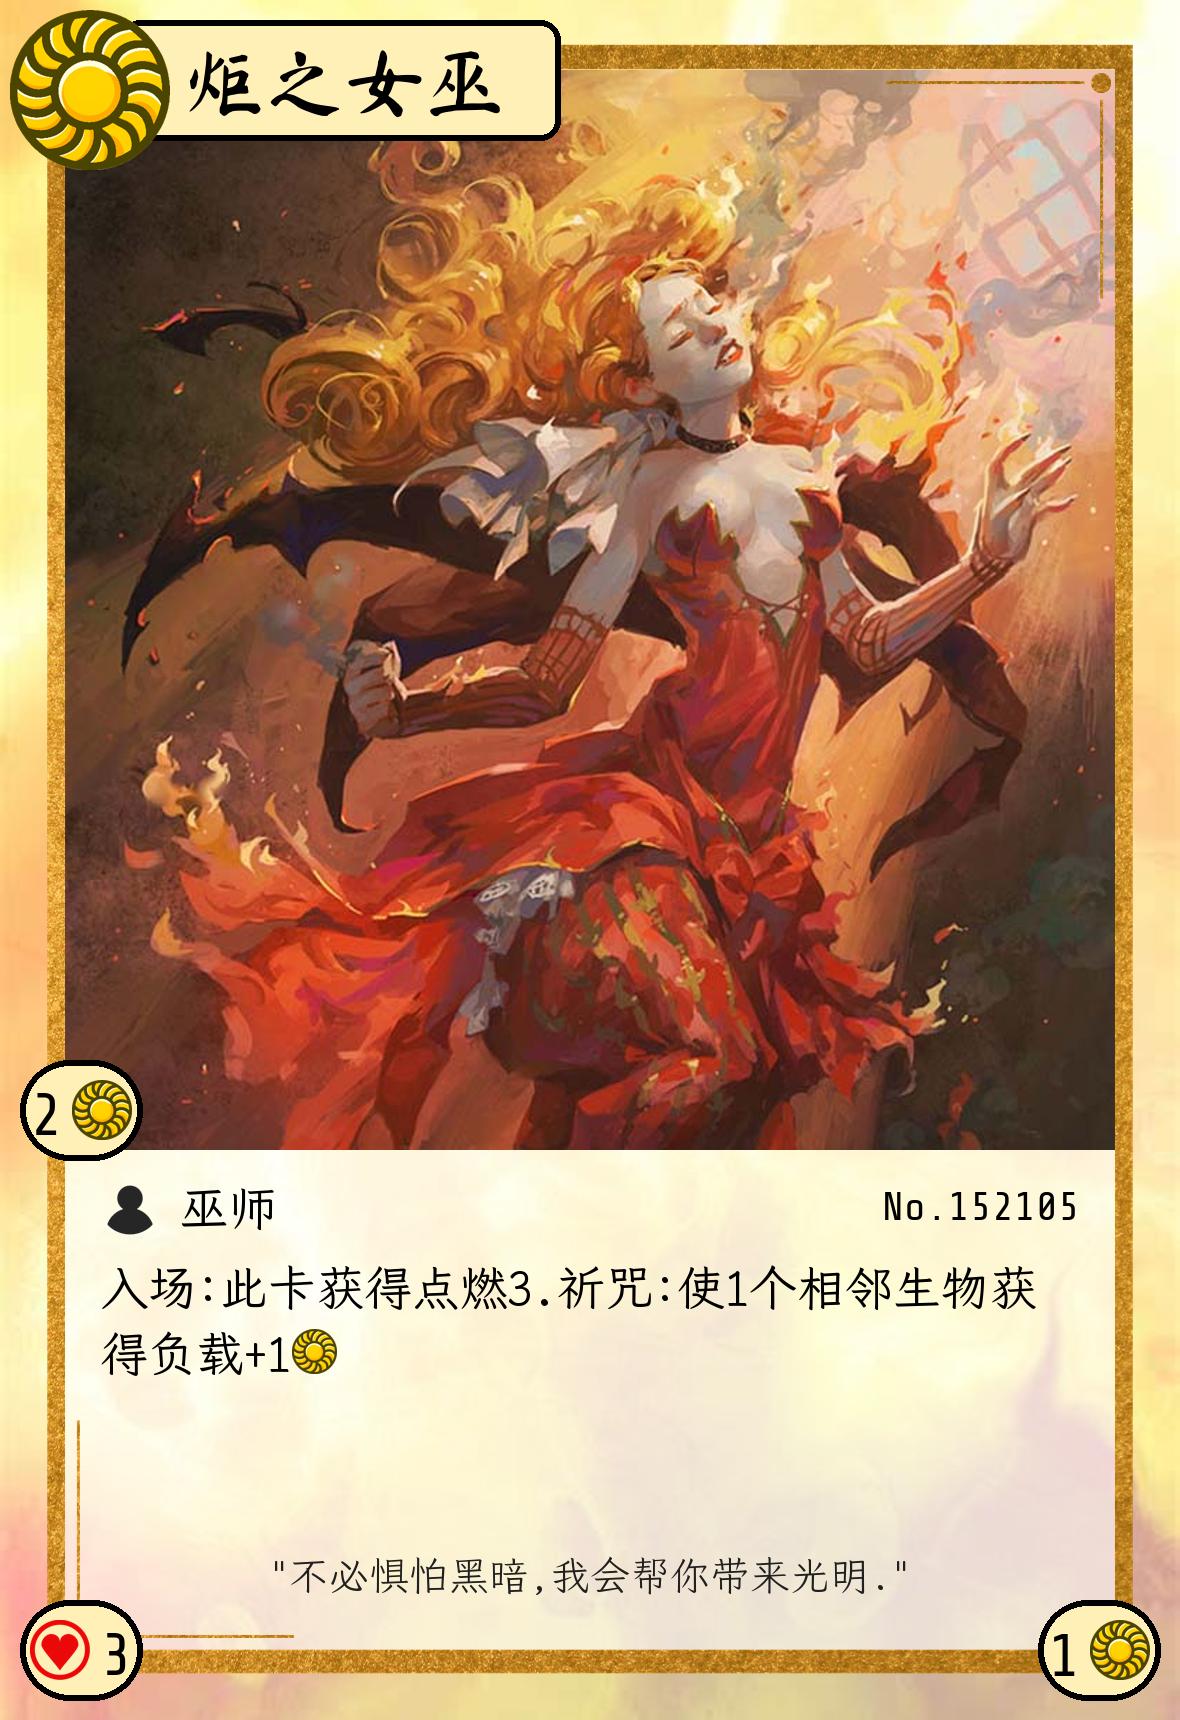 炬之女巫
2
巫师
No.152105
入场:此卡获得点燃3.祈咒:使1个相邻生物获
得负载+1
"不必惧怕黑暗,我会帮你带来光明."
3
1